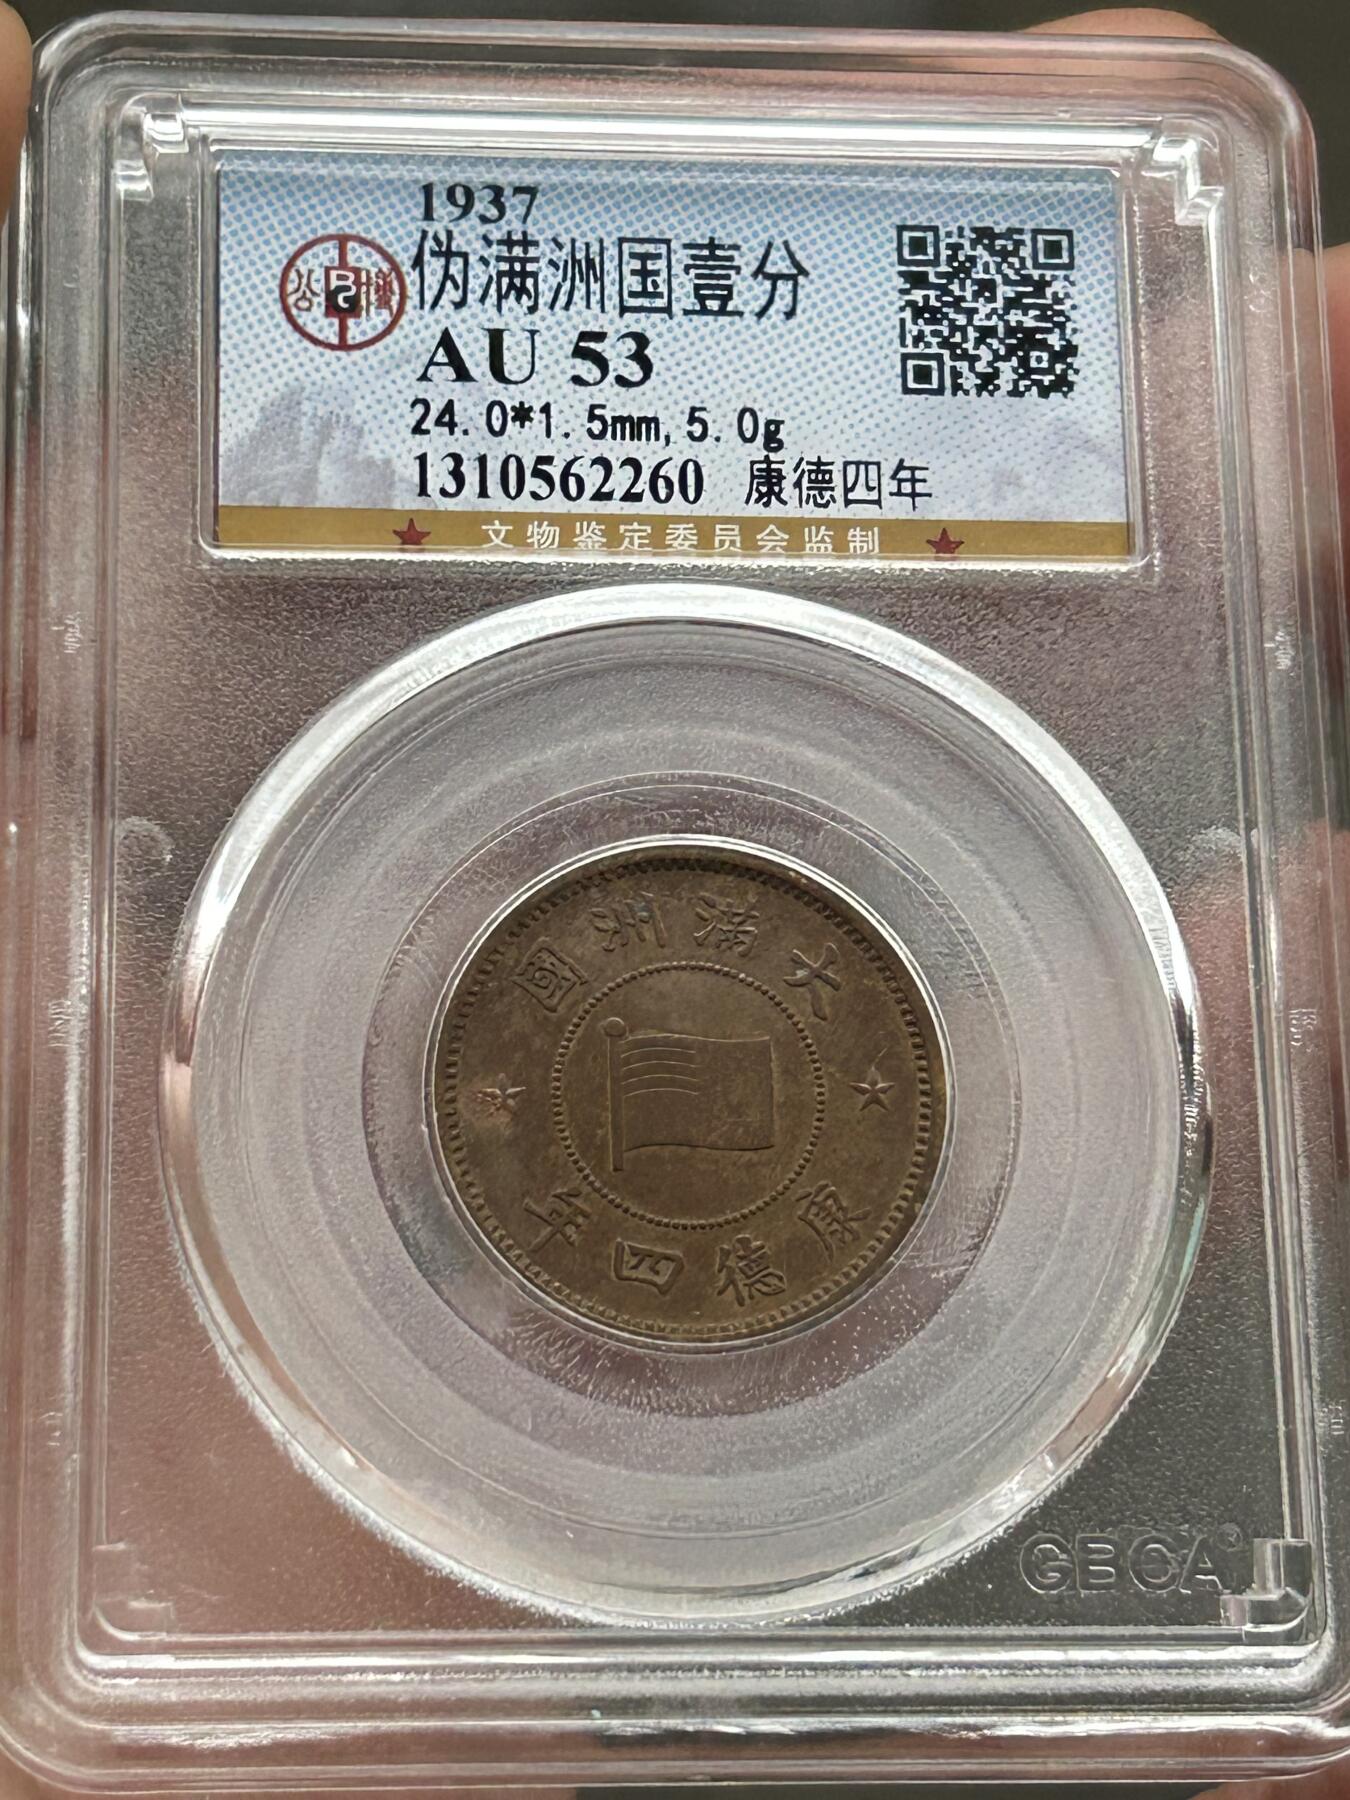 1937
伪满洲国壹分
公 博
AU 53
24.0*1.5mm,5.0g
1310562260 康德四年
★ 文物鉴定委员会监制 ★
大滿洲國
康德四年
GBCA